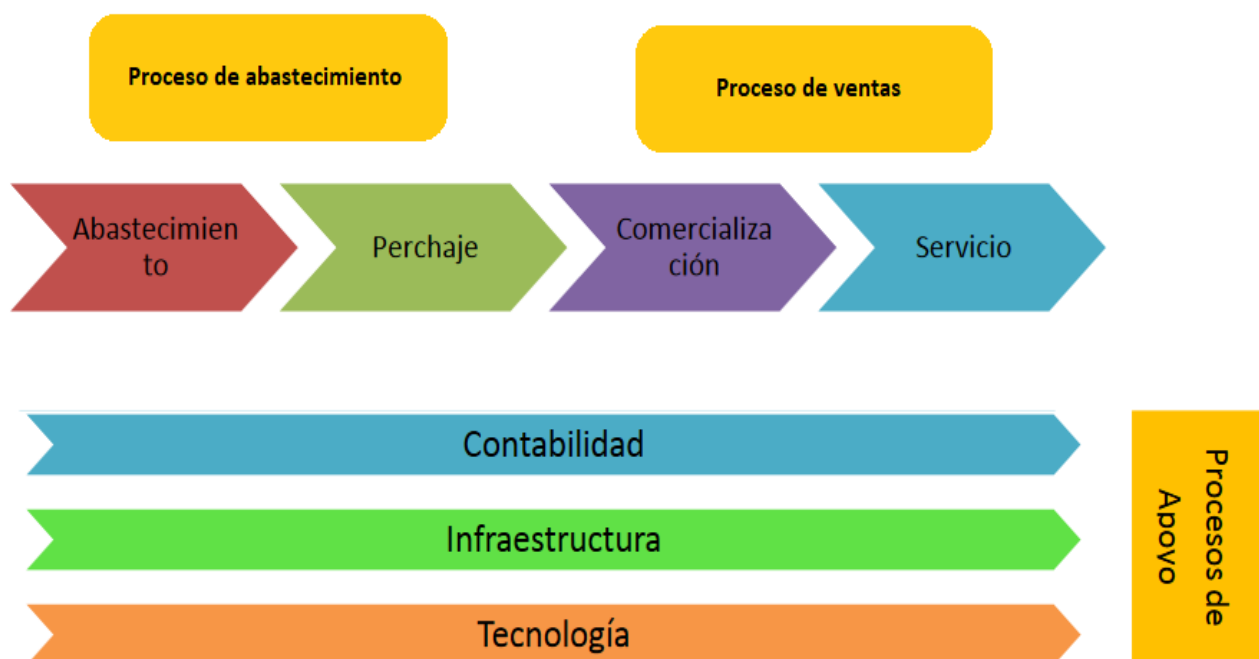 Proceso de abastecimiento
Proceso de ventas
Abastecimien
to
Perchaje
Comercializa
ción
Servicio
Contabilidad
Infraestructura
Tecnología
Procesos de
Apoyo